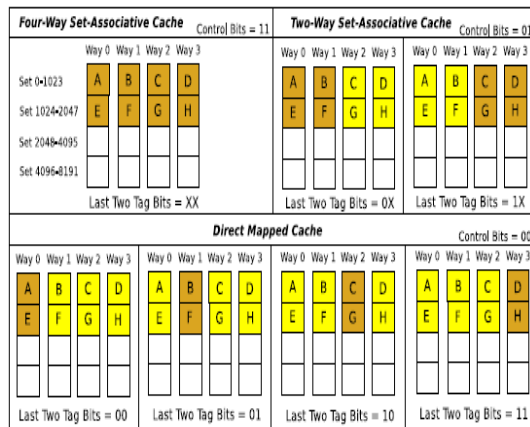 Four-Way Set-Associative Cache Control Bits = 11
Way 0 Way 1 Way 2 Way 3
Set 0-1023 A B C D
Set 1024-2047 E F G H
Set 2048-4095
Set 4096-8191
Last Two Tag Bits = XX
Two-Way Set-Associative Cache Control Bits = 01
Way 0 Way 1 Way 2 Way 3 Way 0 Way 1 Way 2 Way 3
A B C D A B C D
E F G H E F G H
Last Two Tag Bits = 0X Last Two Tag Bits = 1X
Direct Mapped Cache Control Bits = 00
Way 0 Way 1 Way 2 Way 3 Way 0 Way 1 Way 2 Way 3 Way 0 Way 1 Way 2 Way 3 Way 0 Way 1 Way 2 Way 3
A B C D A B C D A B C D A B C D
E F G H E F G H E F G H E F G H
Last Two Tag Bits = 00 Last Two Tag Bits = 01 Last Two Tag Bits = 10 Last Two Tag Bits = 11